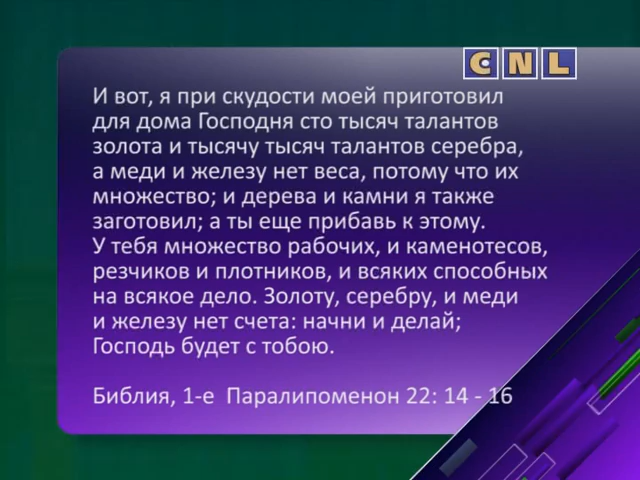 CNL
И вот, я при скудости моей приготовил
для дома Господня сто тысяч талантов
золота и тысячу тысяч талантов серебра,
а меди и железу нет веса, потому что их
множество; и дерева и камни я также
заготовил; а ты еще прибавь к этому.
У тебя множество рабочих, и каменотесов,
резчиков и плотников, и всяких способных
на всякое дело. Золоту, серебру, и меди
и железу нет счета: начни и делай;
Господь будет с тобою.
Библия, 1-е Паралипоменон 22: 14 - 16